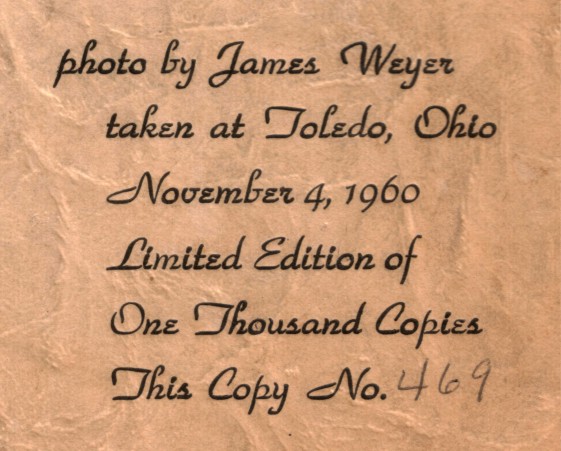 photo by James Weyer
taken at Toledo, Ohio
November 4, 1960
Limited Edition of
One Thousand Copies
This Copy No. 469